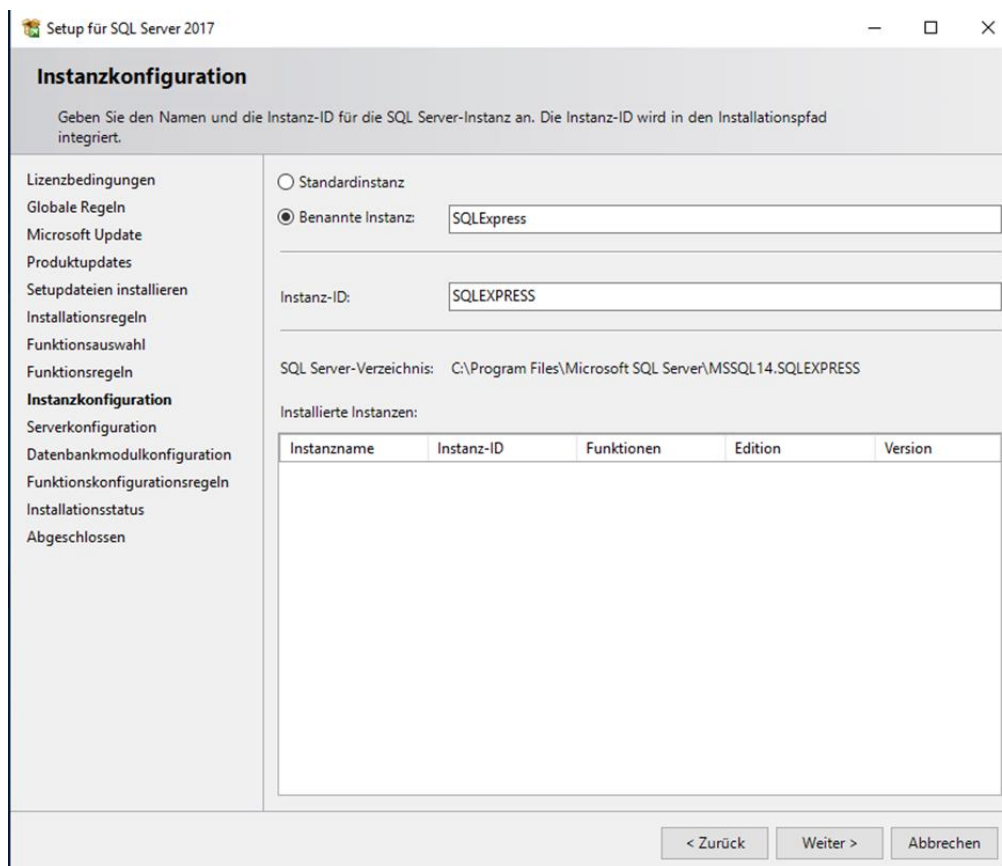 Setup für SQL Server 2017
Instanzkonfiguration
Geben Sie den Namen und die Instanz-ID für die SQL Server-Instanz an. Die Instanz-ID wird in den Installationspfad
integriert.
Lizenzbedingungen
Globale Regeln
Microsoft Update
Produktupdates
Setupdateien installieren
Installationsregeln
Funktionsauswahl
Funktionsregeln
Instanzkonfiguration
Serverkonfiguration
Datenbankmodulkonfiguration
Funktionskonfigurationsregeln
Installationsstatus
Abgeschlossen
Standardinstanz
Benannte Instanz: SQLExpress
Instanz-ID: SQLEXPRESS
SQL Server-Verzeichnis: C:\Program Files\Microsoft SQL Server\MSSQL14.SQLEXPRESS
Installierte Instanzen:
Instanzname Instanz-ID Funktionen Edition Version
< Zurück Weiter > Abbrechen